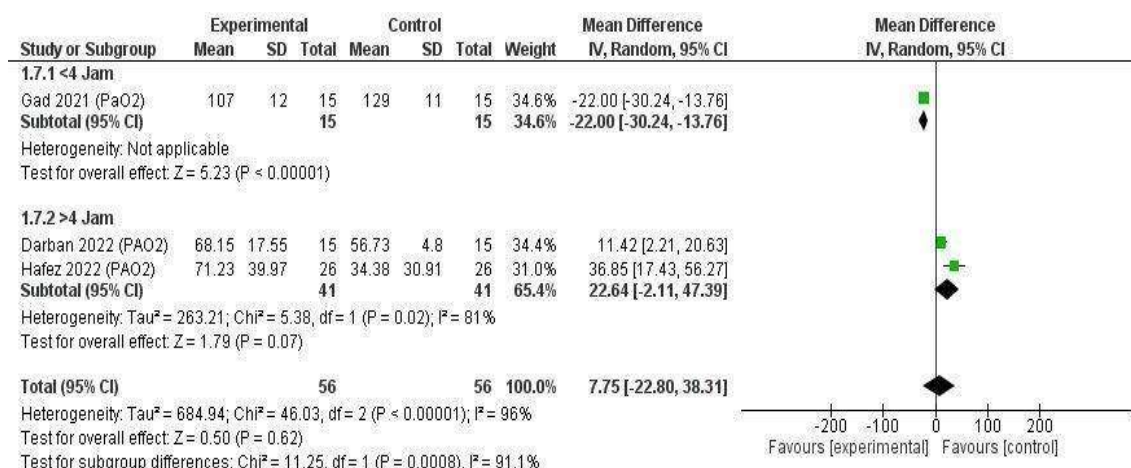 Experimental Control Mean Difference Mean Difference
Study or Subgroup Mean SD Total Mean SD Total Weight IV, Random, 95% CI IV, Random, 95% CI
1.7.1 <4 Jam
Gad 2021 (PaO2) 107 12 15 129 11 15 34.6% -22.00 [-30.24, -13.76]
Subtotal (95% CI) 15 15 34.6% -22.00 [-30.24, -13.76]
Heterogeneity: Not applicable
Test for overall effect: Z = 5.23 (P < 0.00001)
1.7.2 >4 Jam
Darban 2022 (PAO2) 68.15 17.55 15 56.73 4.8 15 34.4% 11.42 [2.21, 20.63]
Hafez 2022 (PAO2) 71.23 39.97 26 34.38 30.91 26 31.0% 36.85 [17.43, 56.27]
Subtotal (95% CI) 41 41 65.4% 22.64 [-2.11, 47.39]
Heterogeneity: Tau² = 263.21; Chi² = 5.38, df = 1 (P = 0.02); I² = 81%
Test for overall effect: Z = 1.79 (P = 0.07)
Total (95% CI) 56 56 100.0% 7.75 [-22.80, 38.31]
Heterogeneity: Tau² = 684.94; Chi² = 46.03, df = 2 (P < 0.00001); I² = 96%
Test for overall effect: Z = 0.50 (P = 0.62)
Test for subgroup differences: Chi² = 11.25, df = 1 (P = 0.0008), I² = 91.1%
-200 -100 0 100 200
Favours [experimental] Favours [control]